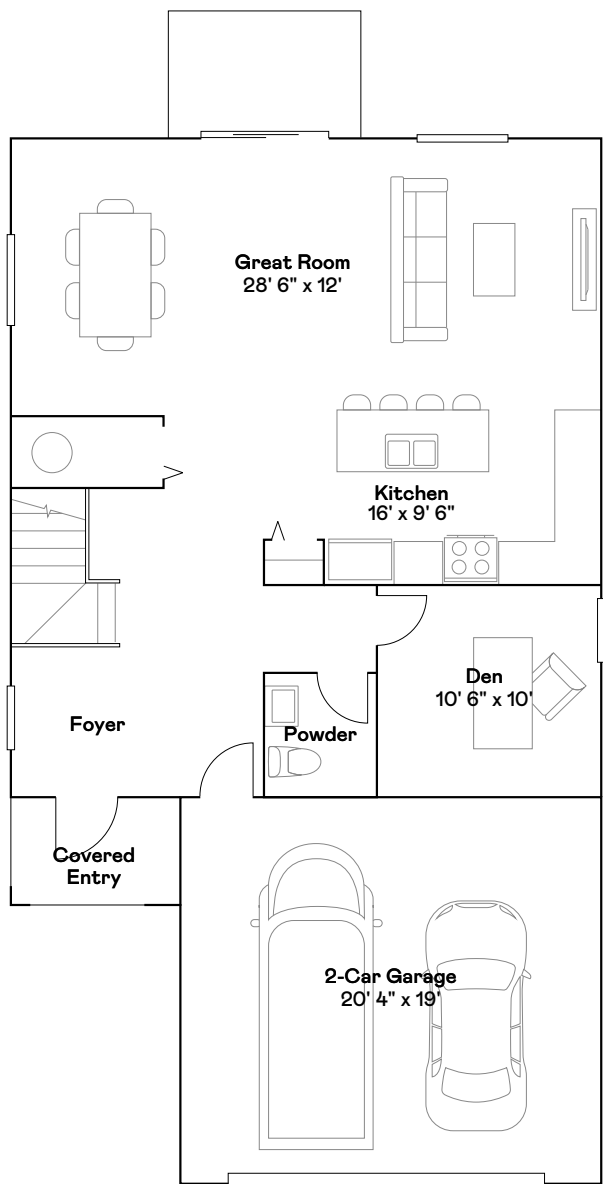 Great Room
28' 6" x 12'
Kitchen
16' x 9' 6"
Den
10' 6" x 10'
Foyer
Powder
Covered
Entry
2-Car Garage
20' 4" x 19'